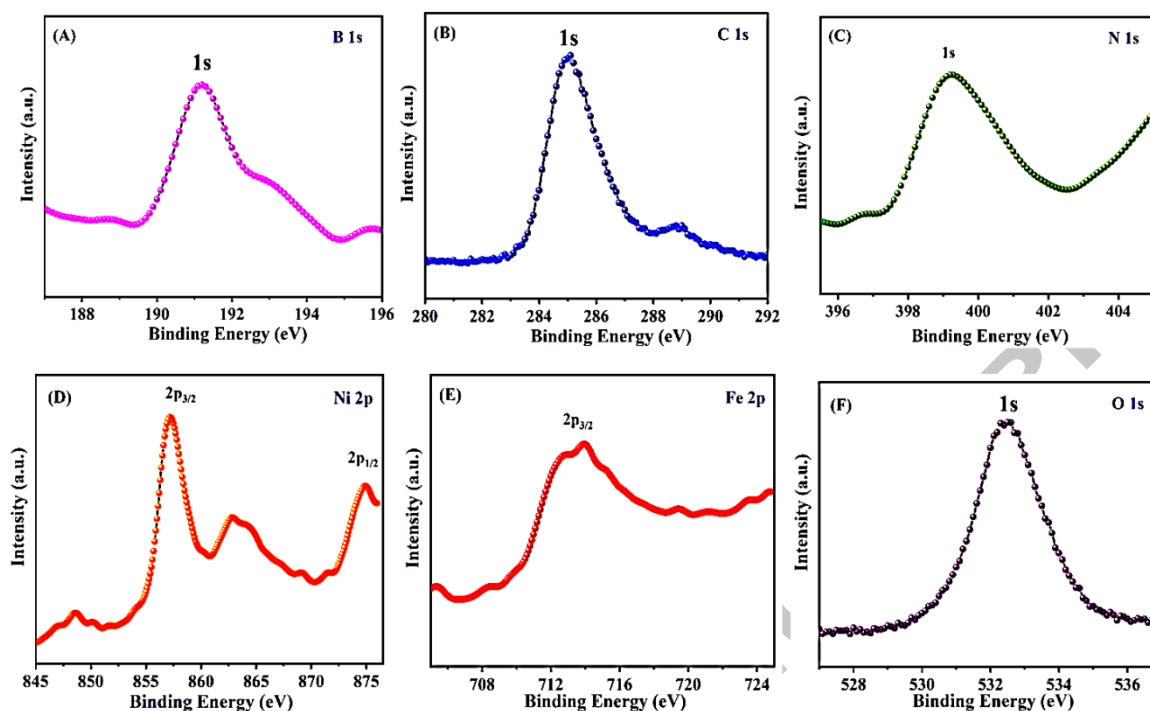 (A)
B 1s
1s
Intensity (a.u.)
188 190 192 194 196
Binding Energy (eV)
(B)
C 1s
1s
Intensity (a.u.)
280 282 284 286 288 290 292
Binding Energy (eV)
(C)
N 1s
1s
Intensity (a.u.)
396 398 400 402 404
Binding Energy (eV)
(D)
Ni 2p
2p3/2
2p1/2
Intensity (a.u.)
845 850 855 860 865 870 875
Binding Energy (eV)
(E)
Fe 2p
2p3/2
Intensity (a.u.)
708 712 716 720 724
Binding Energy (eV)
(F)
O 1s
1s
Intensity (a.u.)
528 530 532 534 536
Binding Energy (eV)